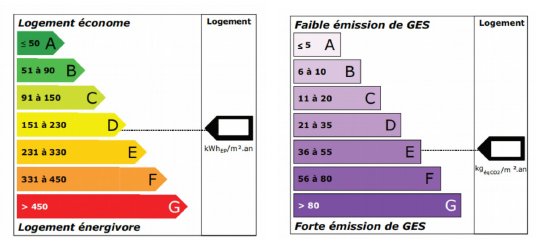 Logement économe
Logement
≤ 50 A
51 à 90 B
91 à 150 C
151 à 230 D
231 à 330 E
331 à 450 F
> 450 G
kWhEP/m².an
Logement énergivore
Faible émission de GES
Logement
≤ 5 A
6 à 10 B
11 à 20 C
21 à 35 D
36 à 55 E
56 à 80 F
> 80 G
kgéqCO2/m².an
Forte émission de GES